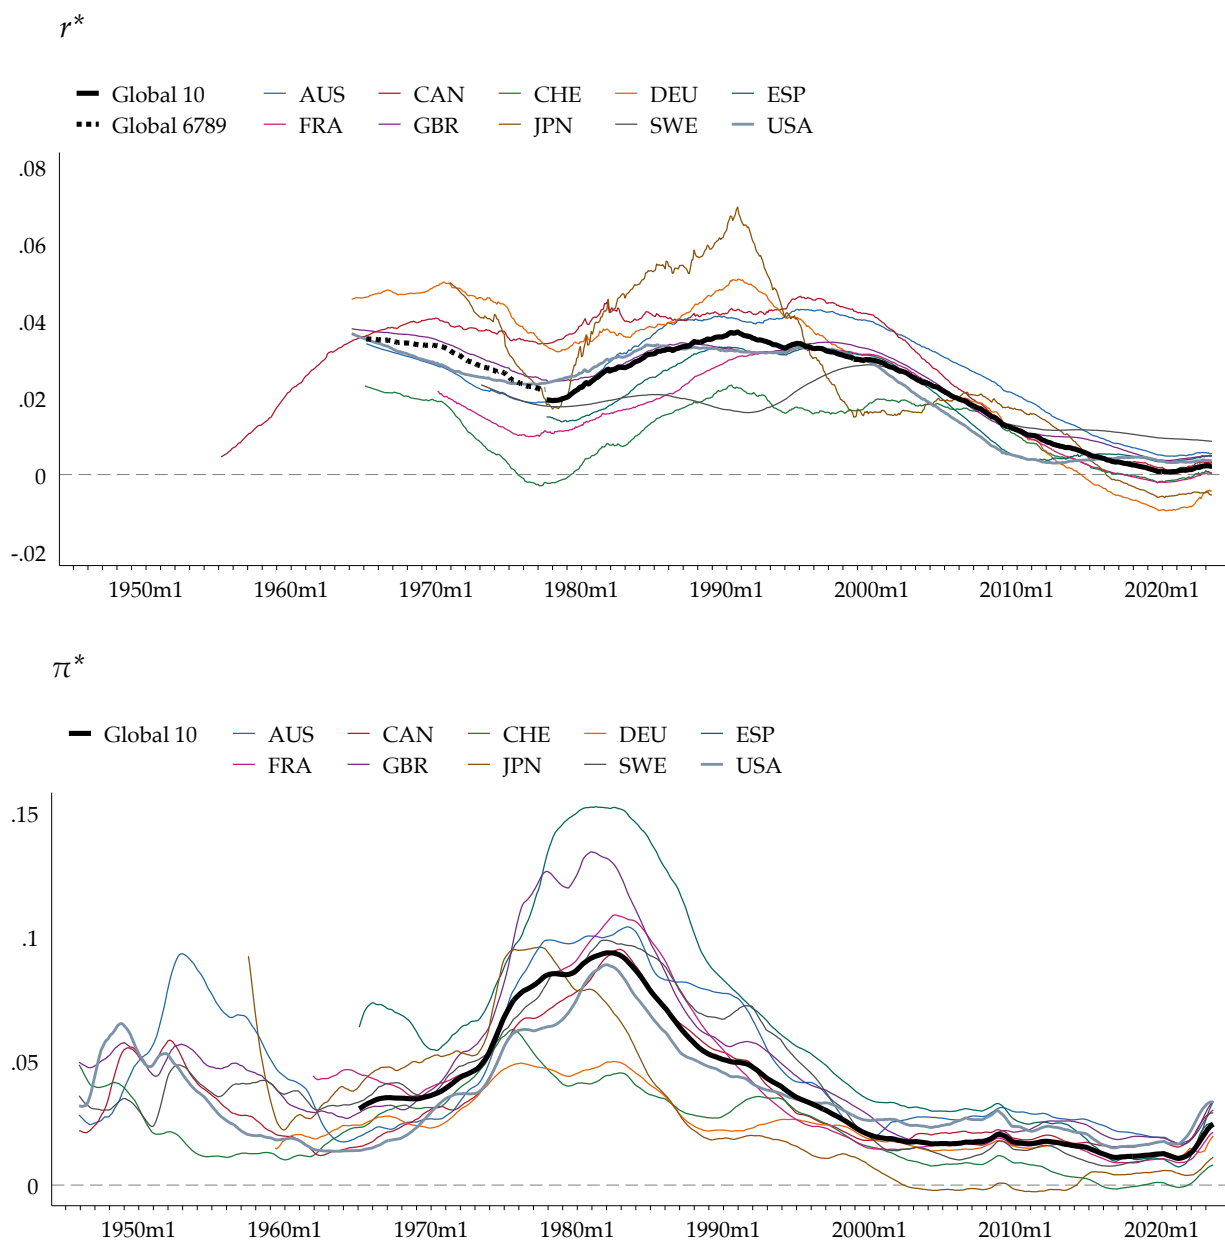 r*
Global 10 AUS CAN CHE DEU ESP
Global 6789 FRA GBR JPN SWE USA
.08
.06
.04
.02
0
-.02
1950m1 1960m1 1970m1 1980m1 1990m1 2000m1 2010m1 2020m1
π*
Global 10 AUS CAN CHE DEU ESP
FRA GBR JPN SWE USA
.15
.1
.05
0
1950m1 1960m1 1970m1 1980m1 1990m1 2000m1 2010m1 2020m1